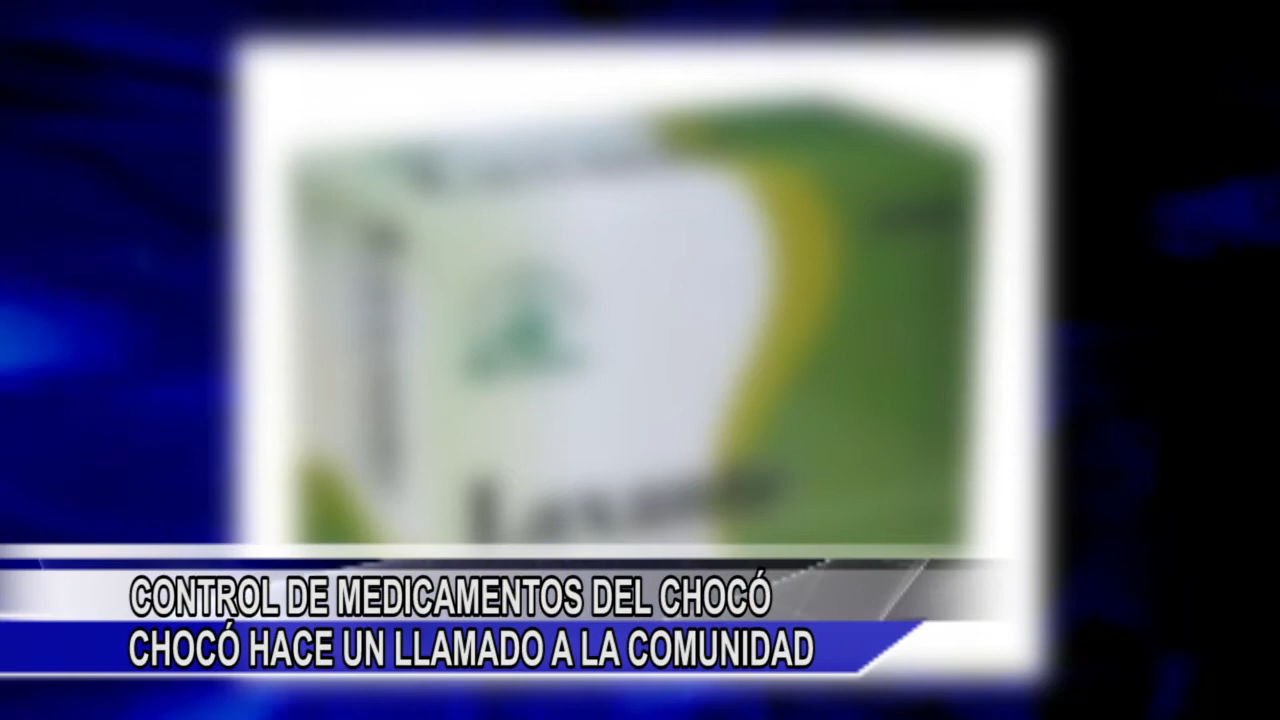 CONTROL DE MEDICAMENTOS DEL CHOCÓ
CHOCÓ HACE UN LLAMADO A LA COMUNIDAD